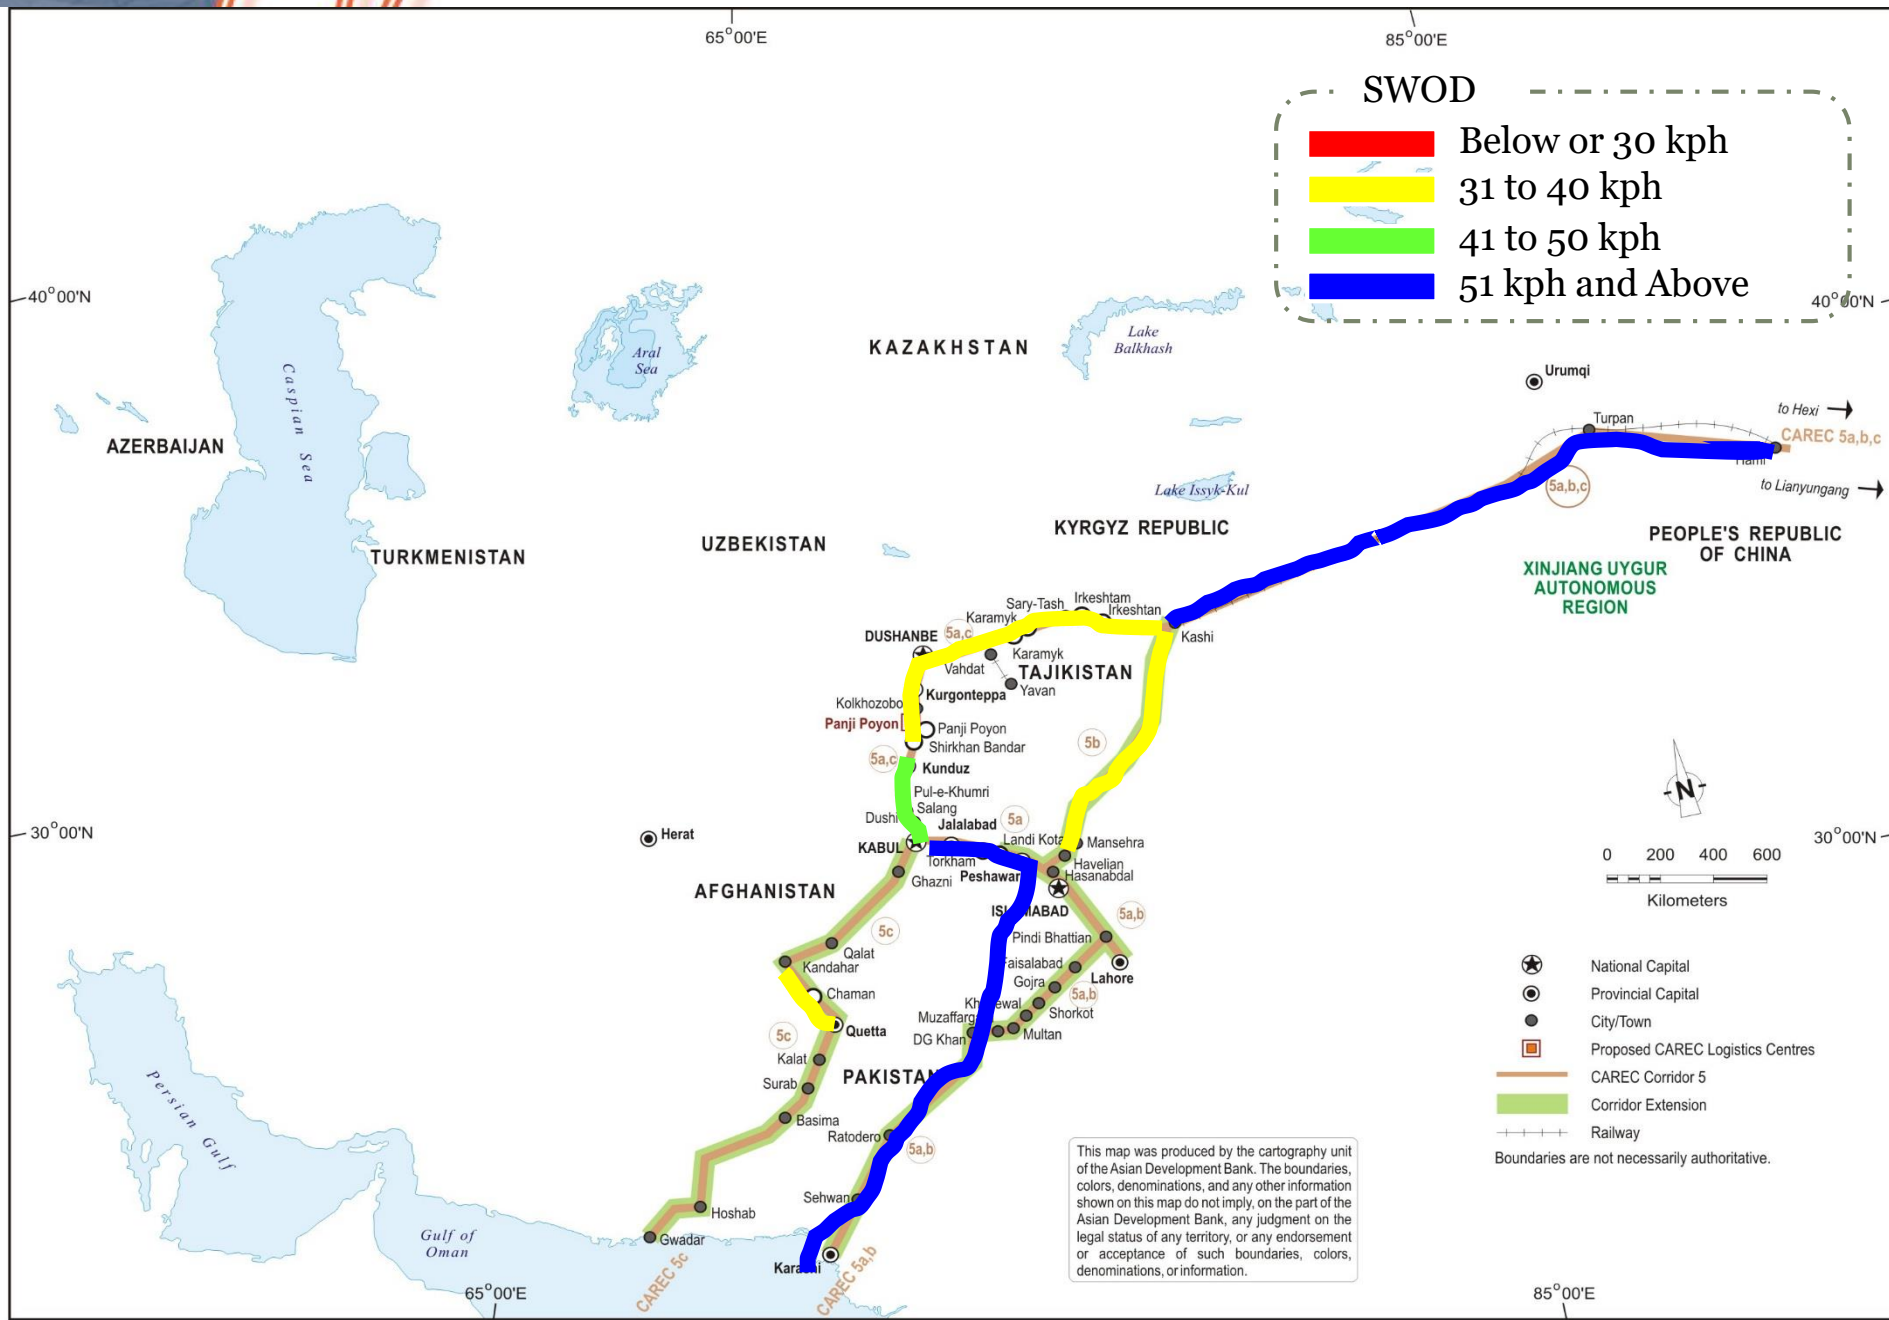 65°00'E
85°00'E
SWOD
Below or 30 kph
31 to 40 kph
41 to 50 kph
51 kph and Above
40°00'N
40°00'N
Aral
Sea
KAZAKHSTAN
Lake
Balkhash
Caspian Sea
Urumqi
Turpan
to Hexi
CAREC 5a,b,c
AZERBAIJAN
Hami
5a,b,c
to Lianyungang
Lake Issyk-Kul
KYRGYZ REPUBLIC
UZBEKISTAN
TURKMENISTAN
PEOPLE'S REPUBLIC
OF CHINA
XINJIANG UYGUR
AUTONOMOUS
REGION
Sary-Tash
Irkeshtam
Irkeshtan
Karamyk
5a,c
DUSHANBE
Kashi
Karamyk
Vahdat
TAJIKISTAN
Yavan
Kurgonteppa
Kolkhozobo
Panji Poyon
Panji Poyon
Shirkhan Bandar
5b
5a,c
Kunduz
Pul-e-Khumri
Salang
Dushi
Jalalabad
5a
N
30°00'N
Herat
KABUL
Landi Kota
Mansehra
30°00'N
Torkham
Havelian
Peshawar
Hasanabdal
Ghazni
AFGHANISTAN
ISLAMABAD
5a,b
0 200 400 600
Kilometers
5c
Pindi Bhattian
Qalat
Kandahar
Faisalabad
Lahore
Gojra
5a,b
Chaman
Khanewal
Shorkot
Muzaffargarh
Quetta
5c
DG Khan
Multan
Kalat
PAKISTAN
Surab
Basima
Ratodero
5a,b
Persian Gulf
Sehwan
Hoshab
Gwadar
Gulf of
Oman
Karachi
CAREC 5c
CAREC 5a,b
National Capital
Provincial Capital
City/Town
Proposed CAREC Logistics Centres
CAREC Corridor 5
Corridor Extension
Railway
Boundaries are not necessarily authoritative.
This map was produced by the cartography unit
of the Asian Development Bank. The boundaries,
colors, denominations, and any other information
shown on this map do not imply, on the part of the
Asian Development Bank, any judgment on the
legal status of any territory, or any endorsement
or acceptance of such boundaries, colors,
denominations, or information.
65°00'E
85°00'E